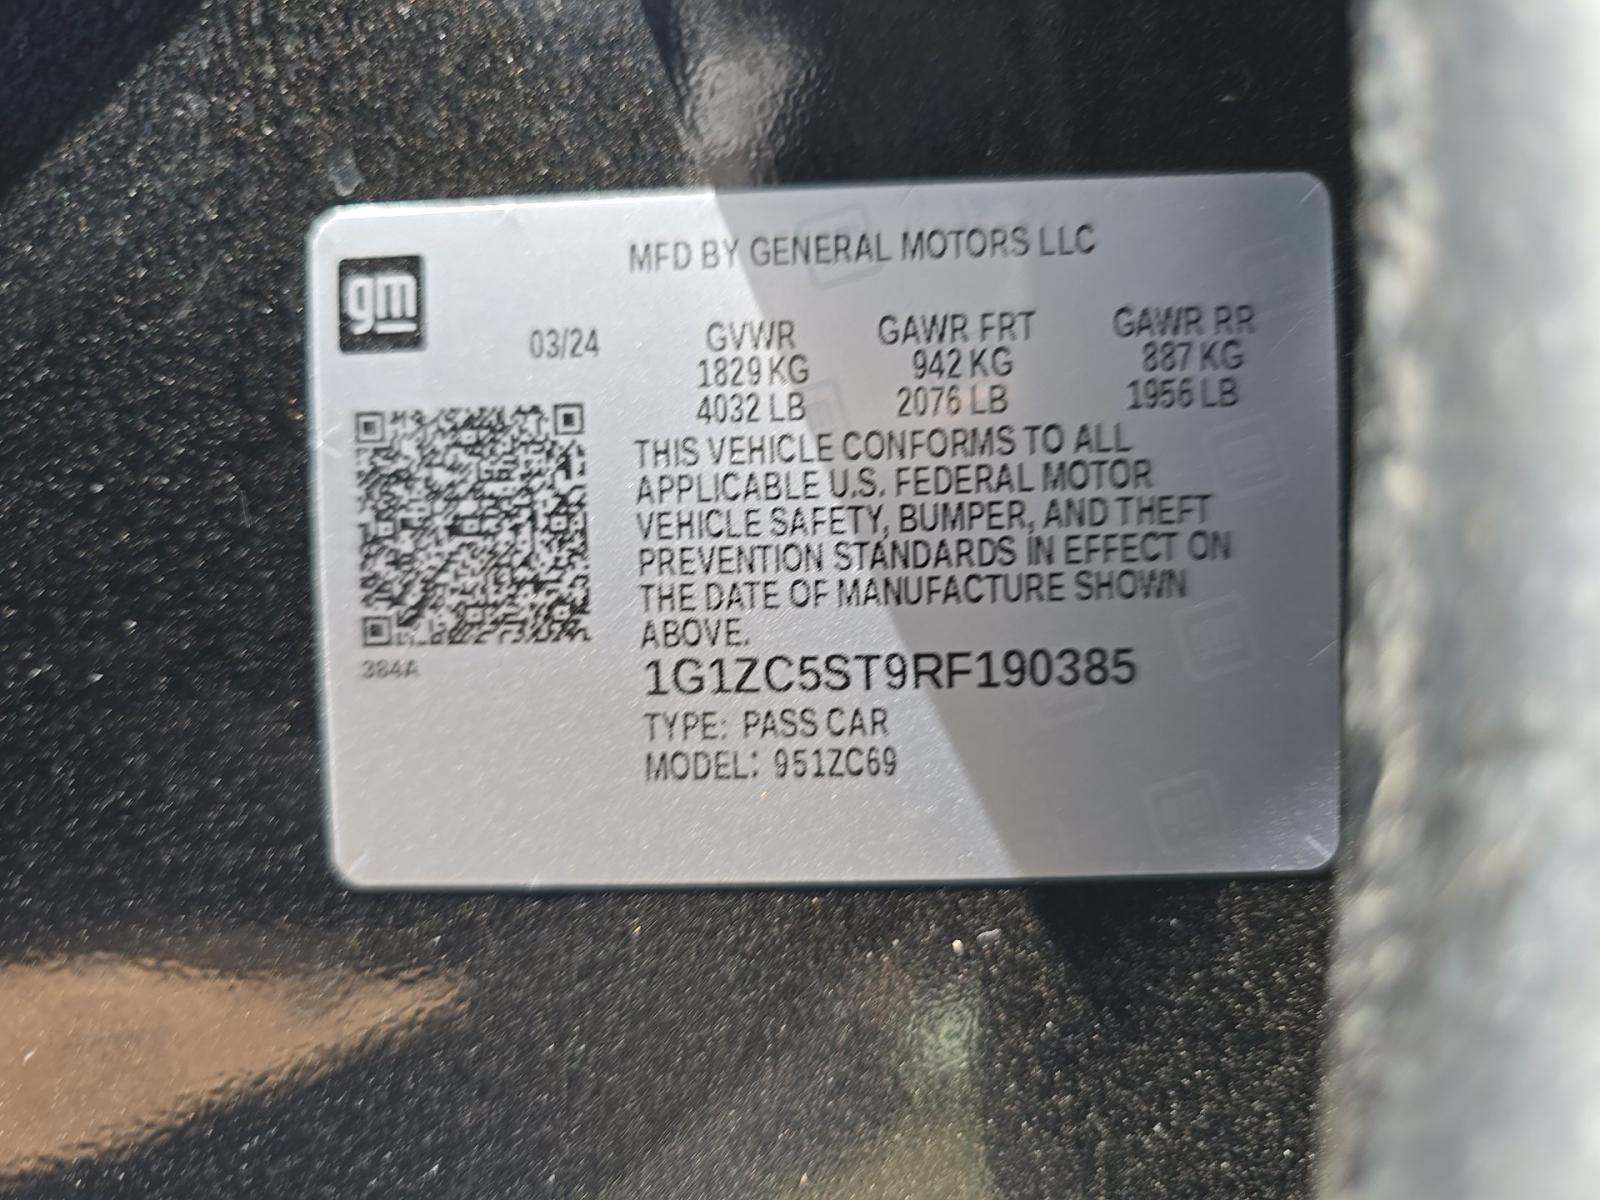 gm
MFD BY GENERAL MOTORS LLC
03/24 GVWR GAWR FRT GAWR RR
1829 KG 942 KG 887 KG
4032 LB 2076 LB 1956 LB
THIS VEHICLE CONFORMS TO ALL
APPLICABLE U.S. FEDERAL MOTOR
VEHICLE SAFETY, BUMPER, AND THEFT
PREVENTION STANDARDS IN EFFECT ON
THE DATE OF MANUFACTURE SHOWN
ABOVE.
384A
1G1ZC5ST9RF190385
TYPE: PASS CAR
MODEL: 951ZC69